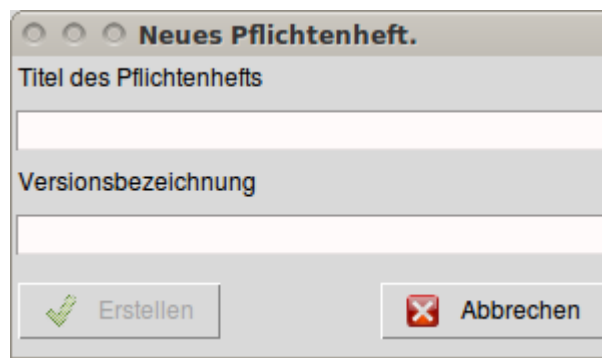 Neues Pflichtenheft.
Titel des Pflichtenhefts
Versionsbezeichnung
Erstellen Abbrechen